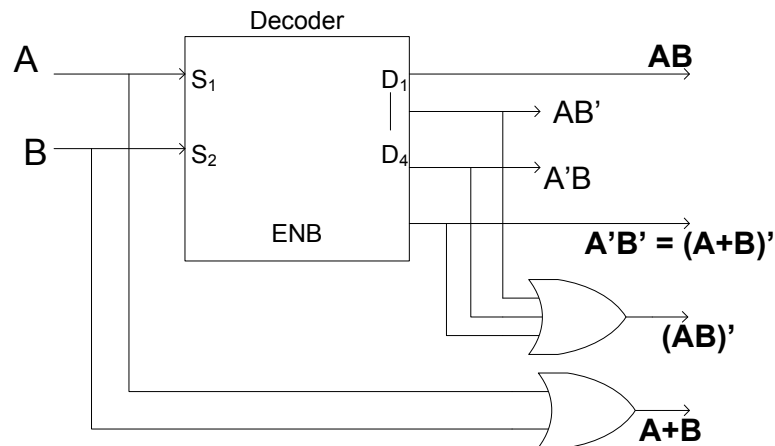 Decoder
A
S₁
D₁
AB
AB’
B
S₂
D₄
A’B
ENB
A’B’ = (A+B)’
(AB)’
A+B